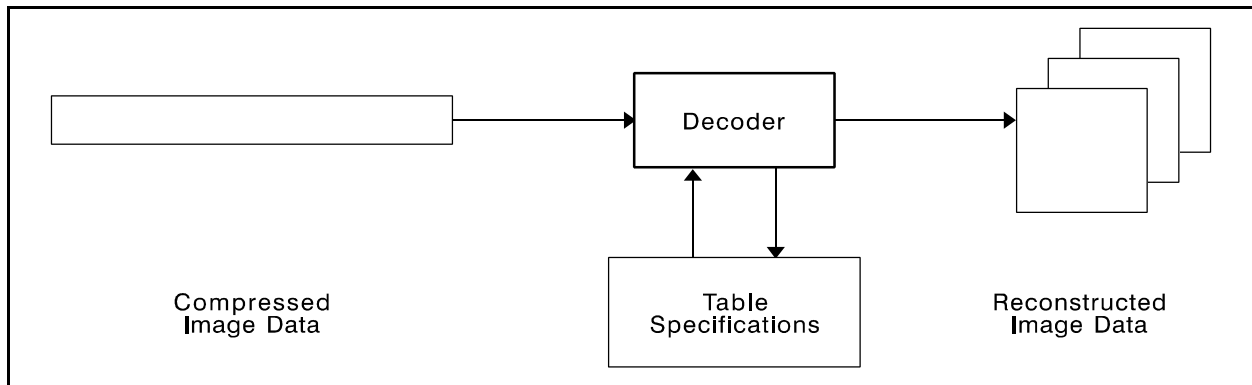 Decoder
Compressed
Image Data
Table
Specifications
Reconstructed
Image Data